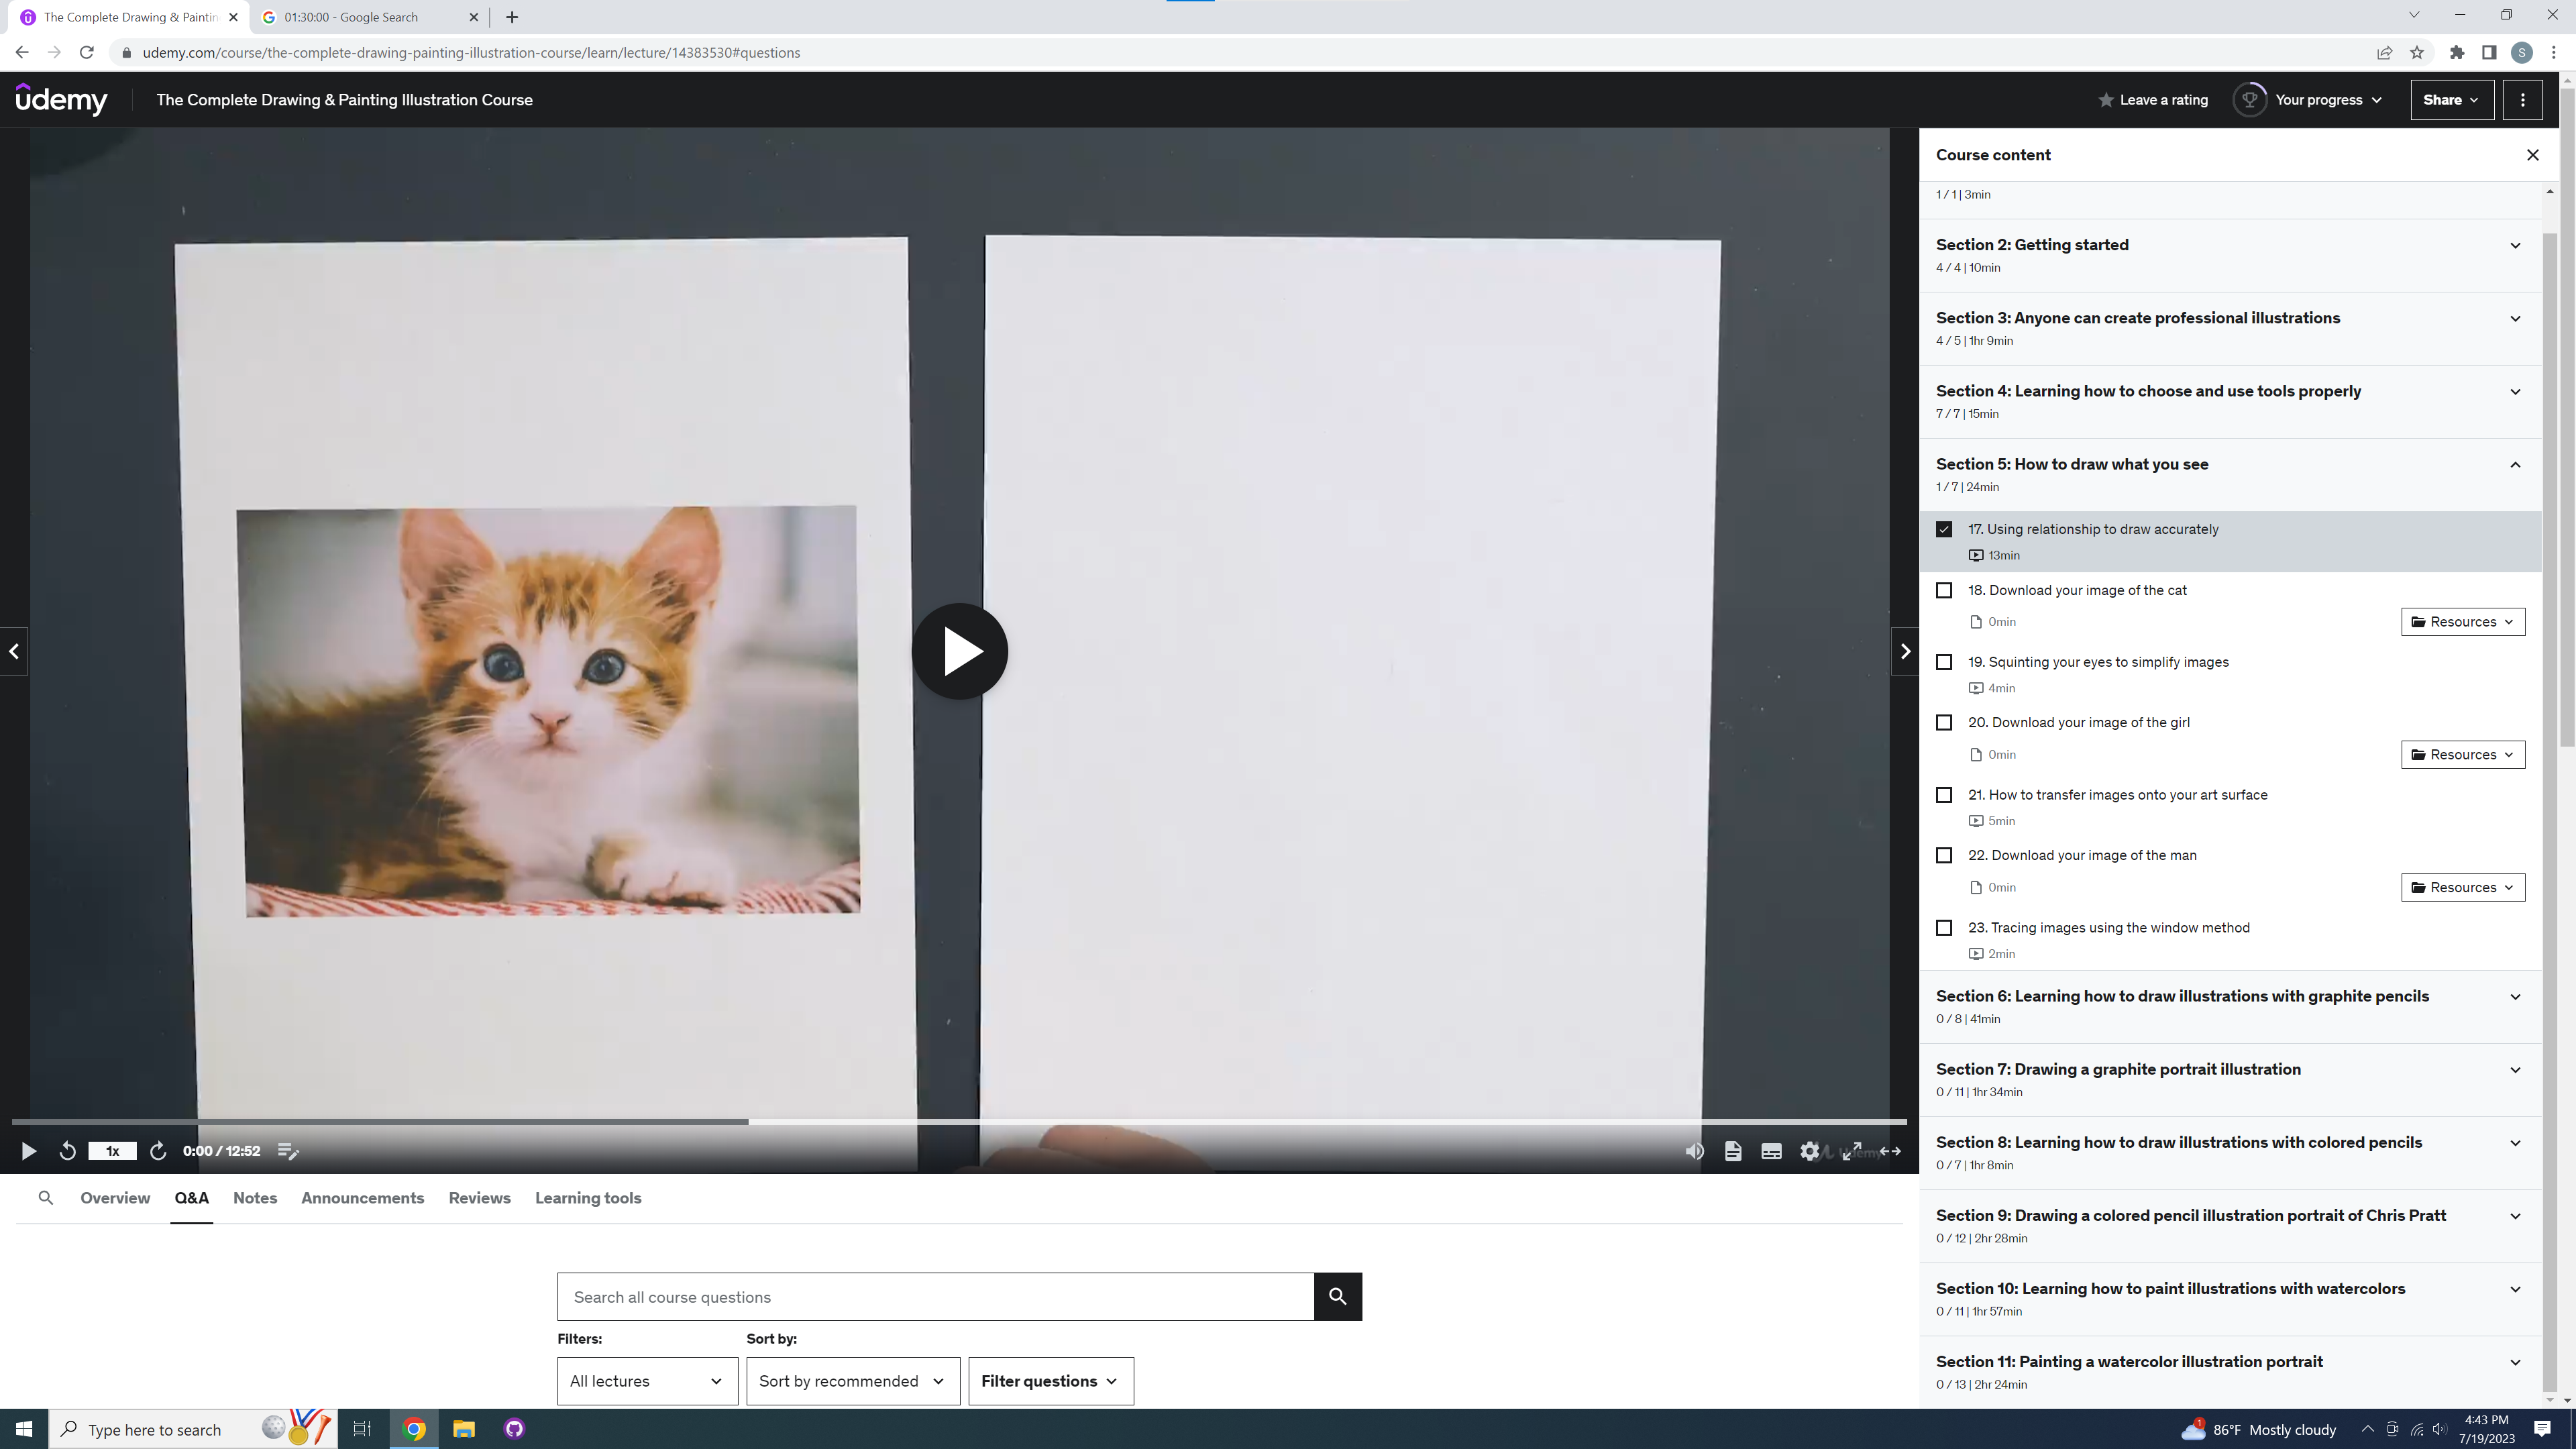 The Complete Drawing & Paintin
01:30:00 - Google Search
udemy.com/course/the-complete-drawing-painting-illustration-course/learn/lecture/14383530#questions
S
udemy
The Complete Drawing & Painting Illustration Course
Leave a rating
Your progress
Share
Course content
1 / 1 | 3min
Section 2: Getting started
4 / 4 | 10min
Section 3: Anyone can create professional illustrations
4 / 5 | 1hr 9min
Section 4: Learning how to choose and use tools properly
7 / 7 | 15min
Section 5: How to draw what you see
1 / 7 | 24min
17. Using relationship to draw accurately
13min
18. Download your image of the cat
0min
Resources
19. Squinting your eyes to simplify images
4min
20. Download your image of the girl
0min
Resources
21. How to transfer images onto your art surface
5min
22. Download your image of the man
0min
Resources
23. Tracing images using the window method
2min
Section 6: Learning how to draw illustrations with graphite pencils
0 / 8 | 41min
Section 7: Drawing a graphite portrait illustration
0 / 11 | 1hr 34min
Section 8: Learning how to draw illustrations with colored pencils
0 / 7 | 1hr 8min
Section 9: Drawing a colored pencil illustration portrait of Chris Pratt
0 / 12 | 2hr 28min
Section 10: Learning how to paint illustrations with watercolors
0 / 11 | 1hr 57min
Section 11: Painting a watercolor illustration portrait
0 / 13 | 2hr 24min
1x
0:00 / 12:52
Udemy
Overview
Q&A
Notes
Announcements
Reviews
Learning tools
Search all course questions
Filters:
Sort by:
All lectures
Sort by recommended
Filter questions
Type here to search
1
86°F Mostly cloudy
4:43 PM
7/19/2023